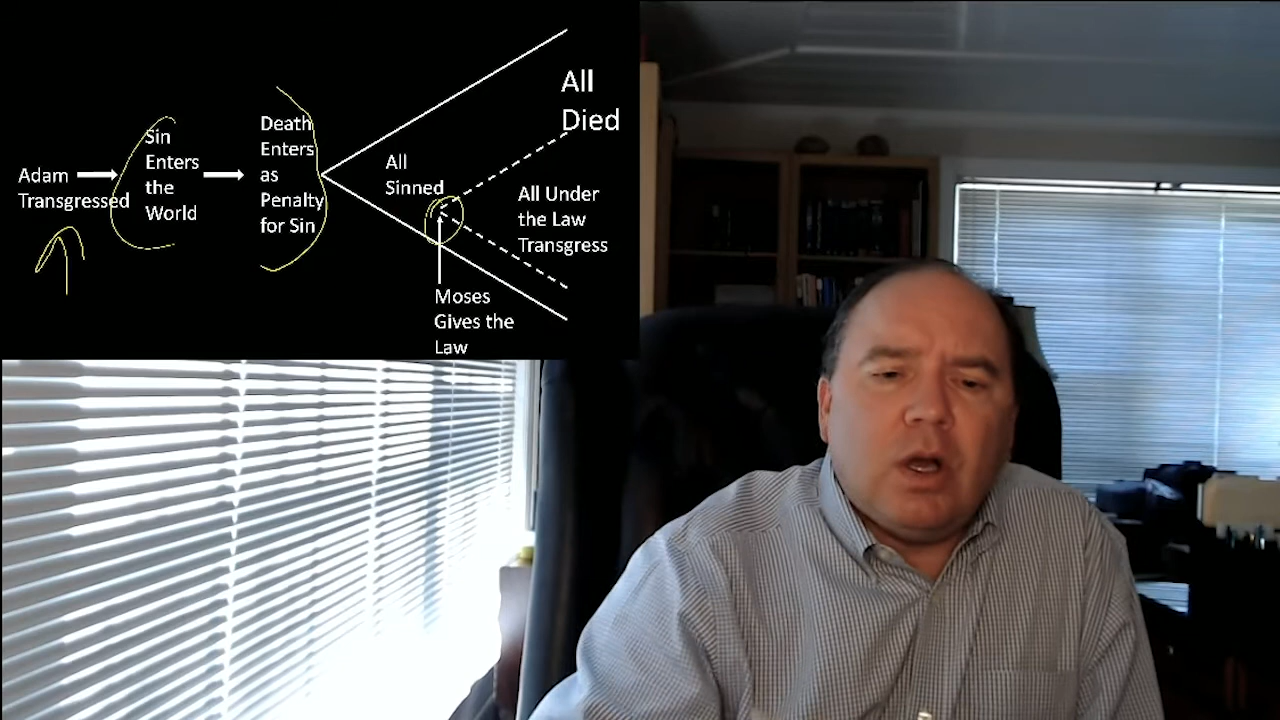 Adam
Transgressed
Sin
Enters
the
World
Death
Enters
as
Penalty
for Sin
All
Sinned
Moses
Gives the
Law
All
Died
All Under
the Law
Transgress